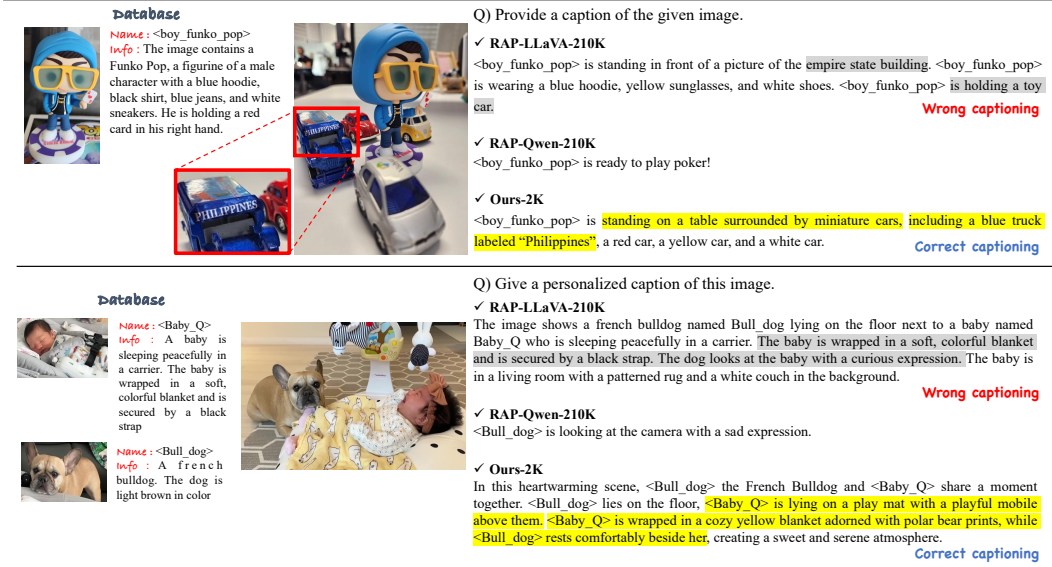 Database
Name : <boy_funko_pop>
Info : The image contains a
Funko Pop, a figurine of a male
character with a blue hoodie,
black shirt, blue jeans, and white
sneakers. He is holding a red
card in his right hand.
PHILIPPINES
PHILIPPINES
Q) Provide a caption of the given image.
✓ RAP-LLaVA-210K
<boy_funko_pop> is standing in front of a picture of the empire state building. <boy_funko_pop>
is wearing a blue hoodie, yellow sunglasses, and white shoes. <boy_funko_pop> is holding a toy
car.
Wrong captioning
✓ RAP-Qwen-210K
<boy_funko_pop> is ready to play poker!
✓ Ours-2K
<boy_funko_pop> is standing on a table surrounded by miniature cars, including a blue truck
labeled “Philippines”, a red car, a yellow car, and a white car.
Correct captioning
Database
Name : <Baby_Q>
Info : A baby is
sleeping peacefully in
a carrier. The baby is
wrapped in a soft,
colorful blanket and is
secured by a black
strap
Name : <Bull_dog>
Info : A french
bulldog. The dog is
light brown in color
Q) Give a personalized caption of this image.
✓ RAP-LLaVA-210K
The image shows a french bulldog named Bull_dog lying on the floor next to a baby named
Baby_Q who is sleeping peacefully in a carrier. The baby is wrapped in a soft, colorful blanket
and is secured by a black strap. The dog looks at the baby with a curious expression. The baby is
in a living room with a patterned rug and a white couch in the background.
Wrong captioning
✓ RAP-Qwen-210K
<Bull_dog> is looking at the camera with a sad expression.
✓ Ours-2K
In this heartwarming scene, <Bull_dog> the French Bulldog and <Baby_Q> share a moment
together. <Bull_dog> lies on the floor, <Baby_Q> is lying on a play mat with a playful mobile
above them. <Baby_Q> is wrapped in a cozy yellow blanket adorned with polar bear prints, while
<Bull_dog> rests comfortably beside her, creating a sweet and serene atmosphere.
Correct captioning